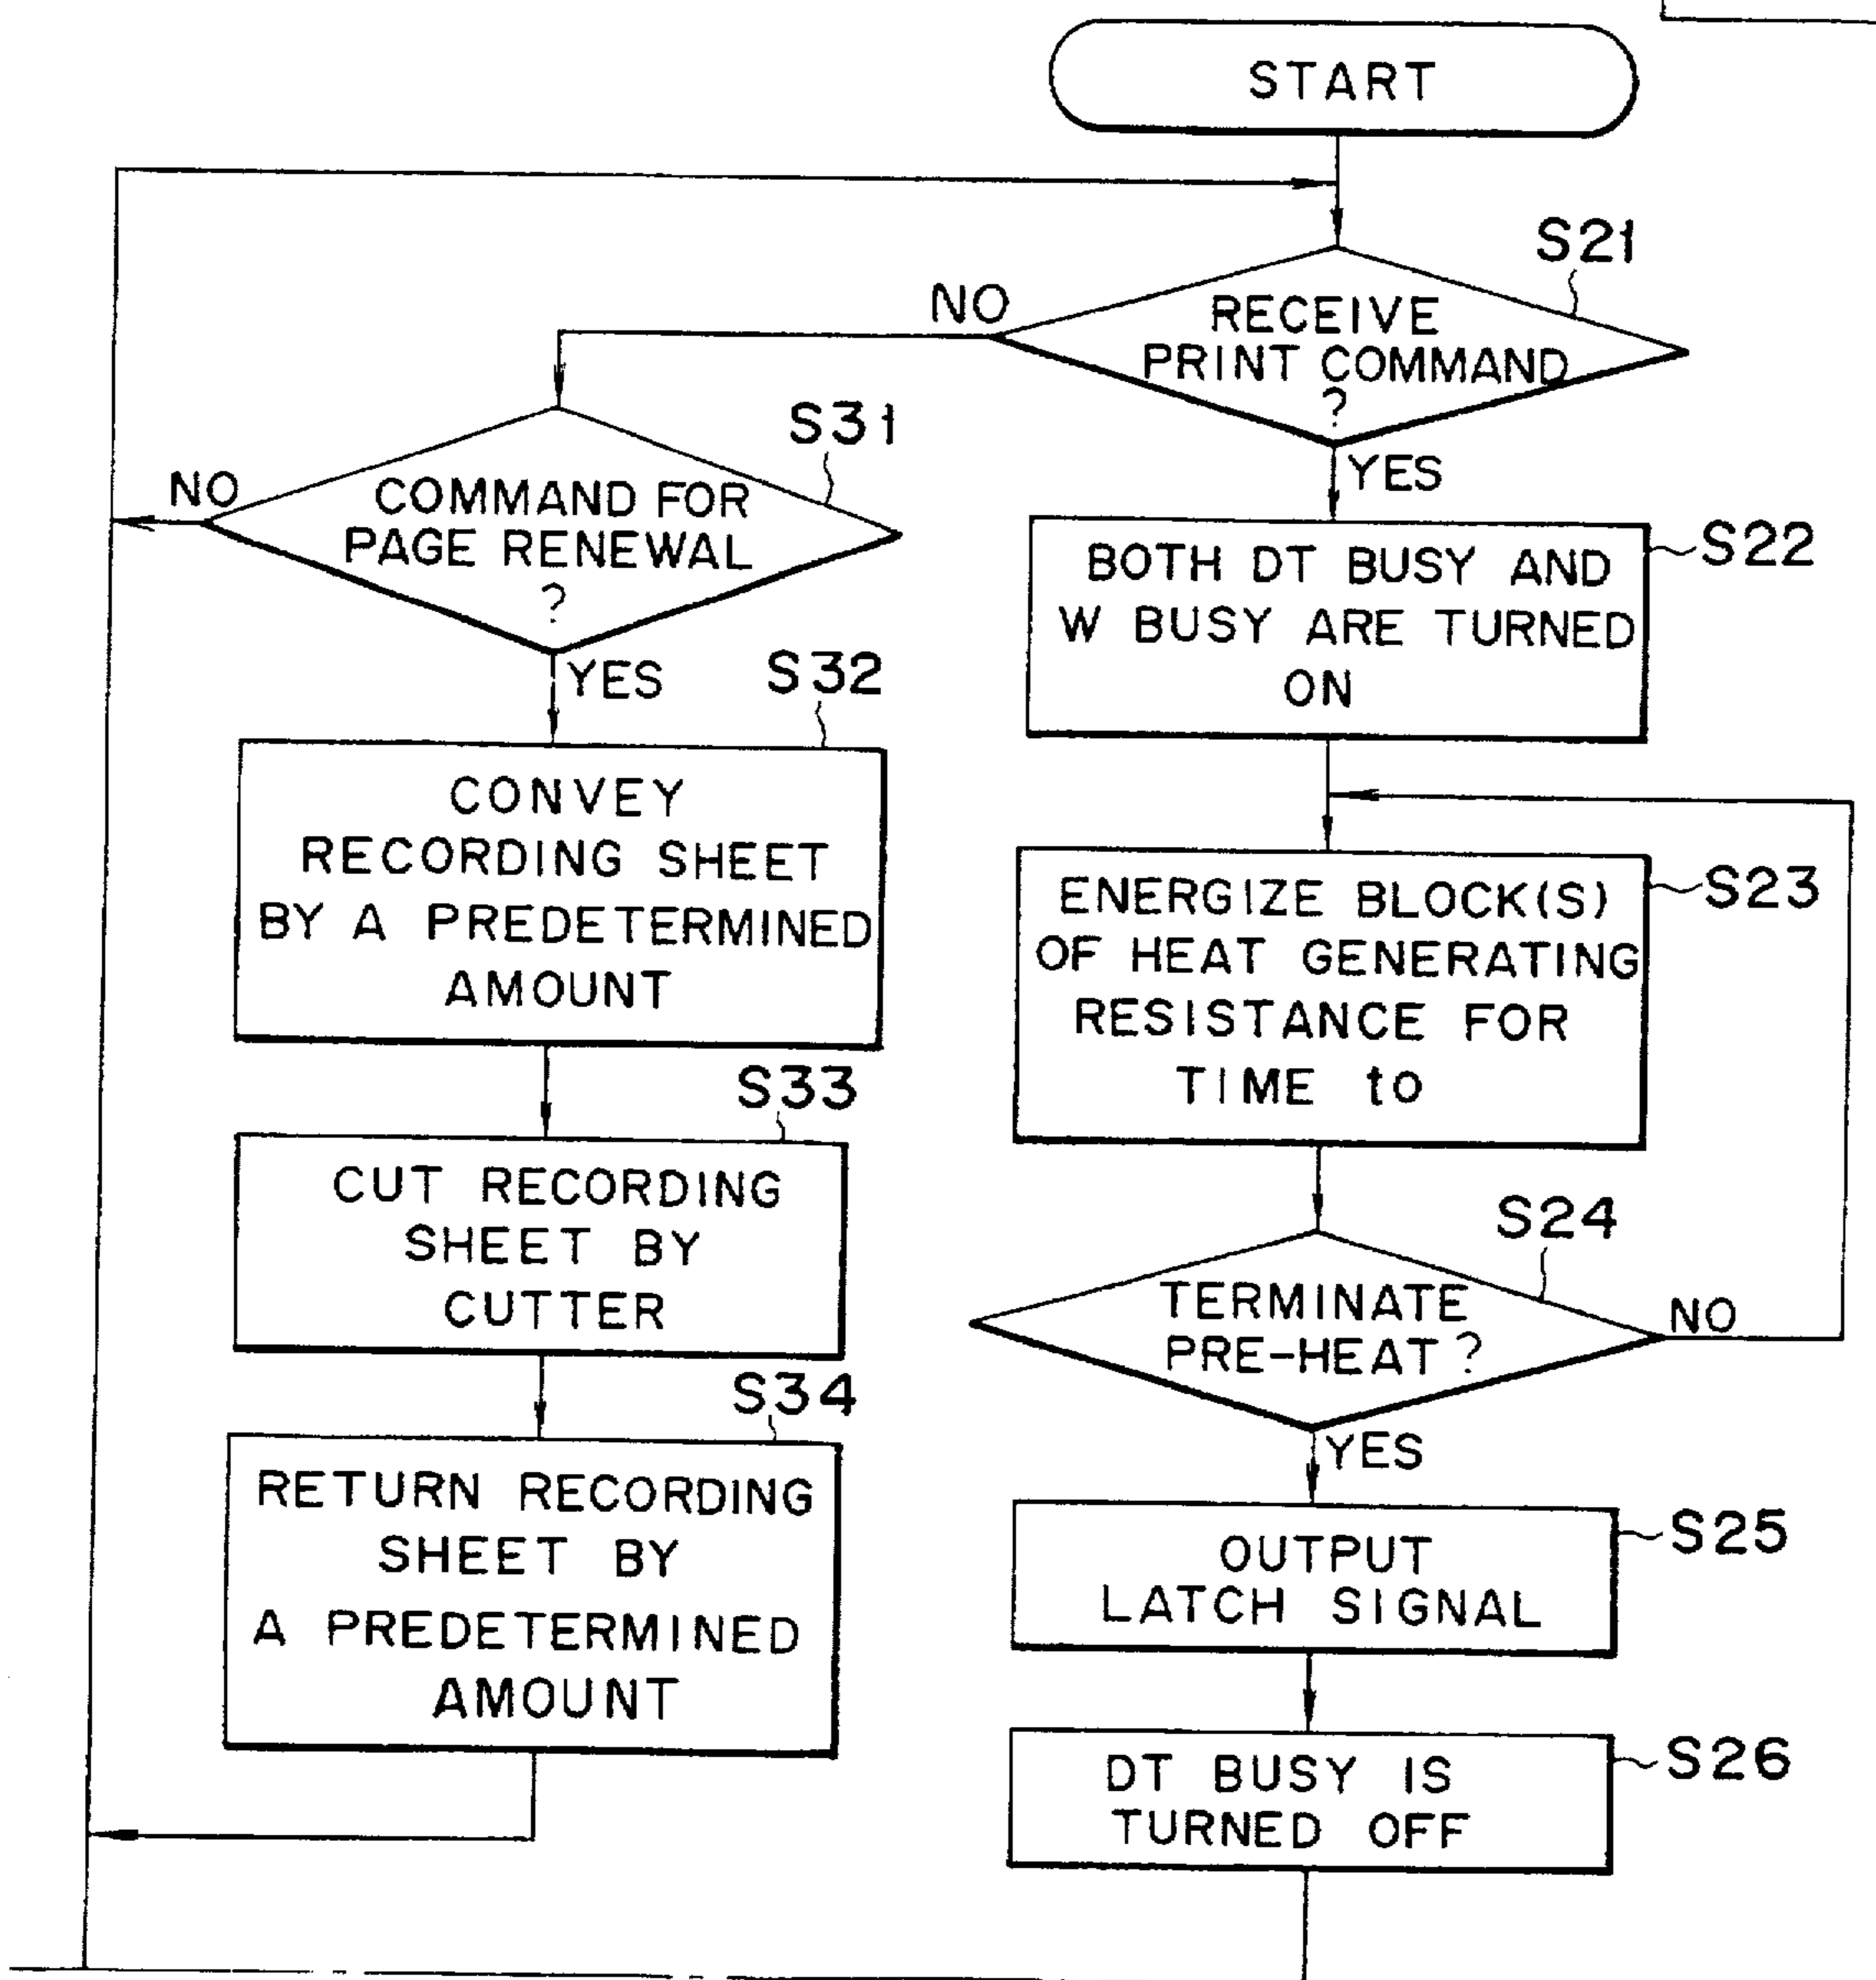 START
S21
NO
RECEIVE
PRINT COMMAND
?
YES
S31
NO
COMMAND FOR
PAGE RENEWAL
?
YES
S22
BOTH DT BUSY AND
W BUSY ARE TURNED
ON
S32
CONVEY
RECORDING SHEET
BY A PREDETERMINED
AMOUNT
S23
ENERGIZE BLOCK(S)
OF HEAT GENERATING
RESISTANCE FOR
TIME to
S33
CUT RECORDING
SHEET BY
CUTTER
S24
TERMINATE
PRE-HEAT?
NO
YES
S34
RETURN RECORDING
SHEET BY
A PREDETERMINED
AMOUNT
S25
OUTPUT
LATCH SIGNAL
S26
DT BUSY IS
TURNED OFF